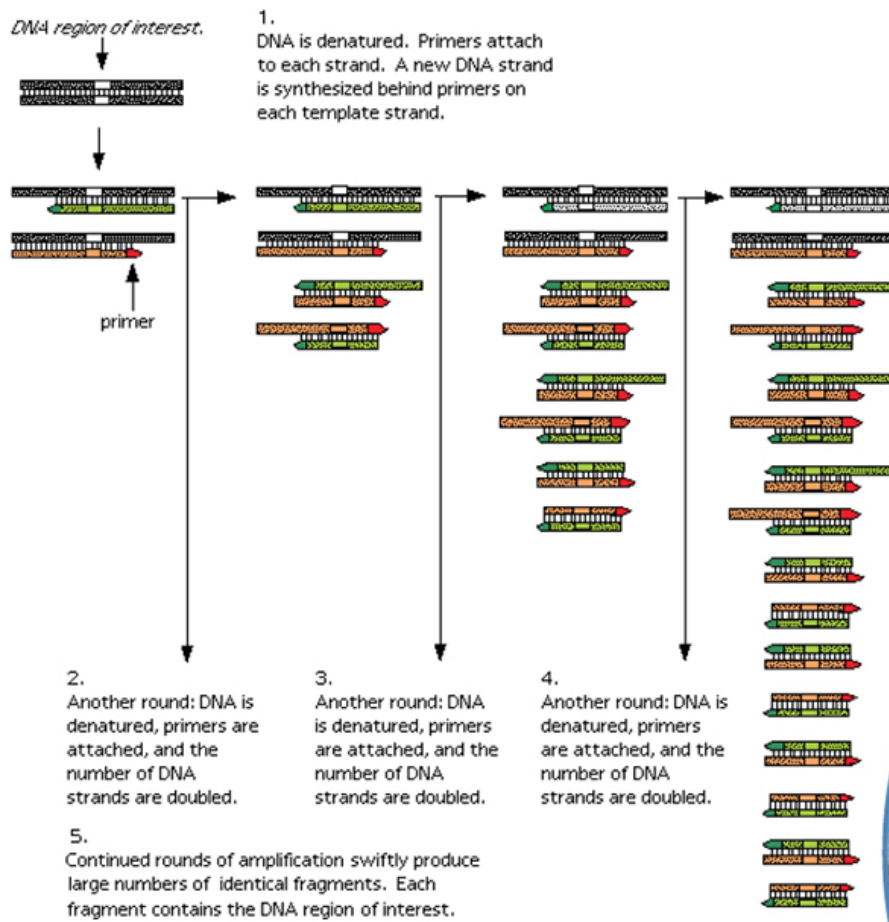 DNA region of interest.
1.
DNA is denatured. Primers attach
to each strand. A new DNA strand
is synthesized behind primers on
each template strand.
primer
2.
Another round: DNA is
denatured, primers are
attached, and the
number of DNA
strands are doubled.
3.
Another round: DNA
is denatured, primers
are attached, and the
number of DNA
strands are doubled.
4.
Another round: DNA is
denatured, primers
are attached, and the
number of DNA
strands are doubled.
5.
Continued rounds of amplification swiftly produce
large numbers of identical fragments. Each
fragment contains the DNA region of interest.